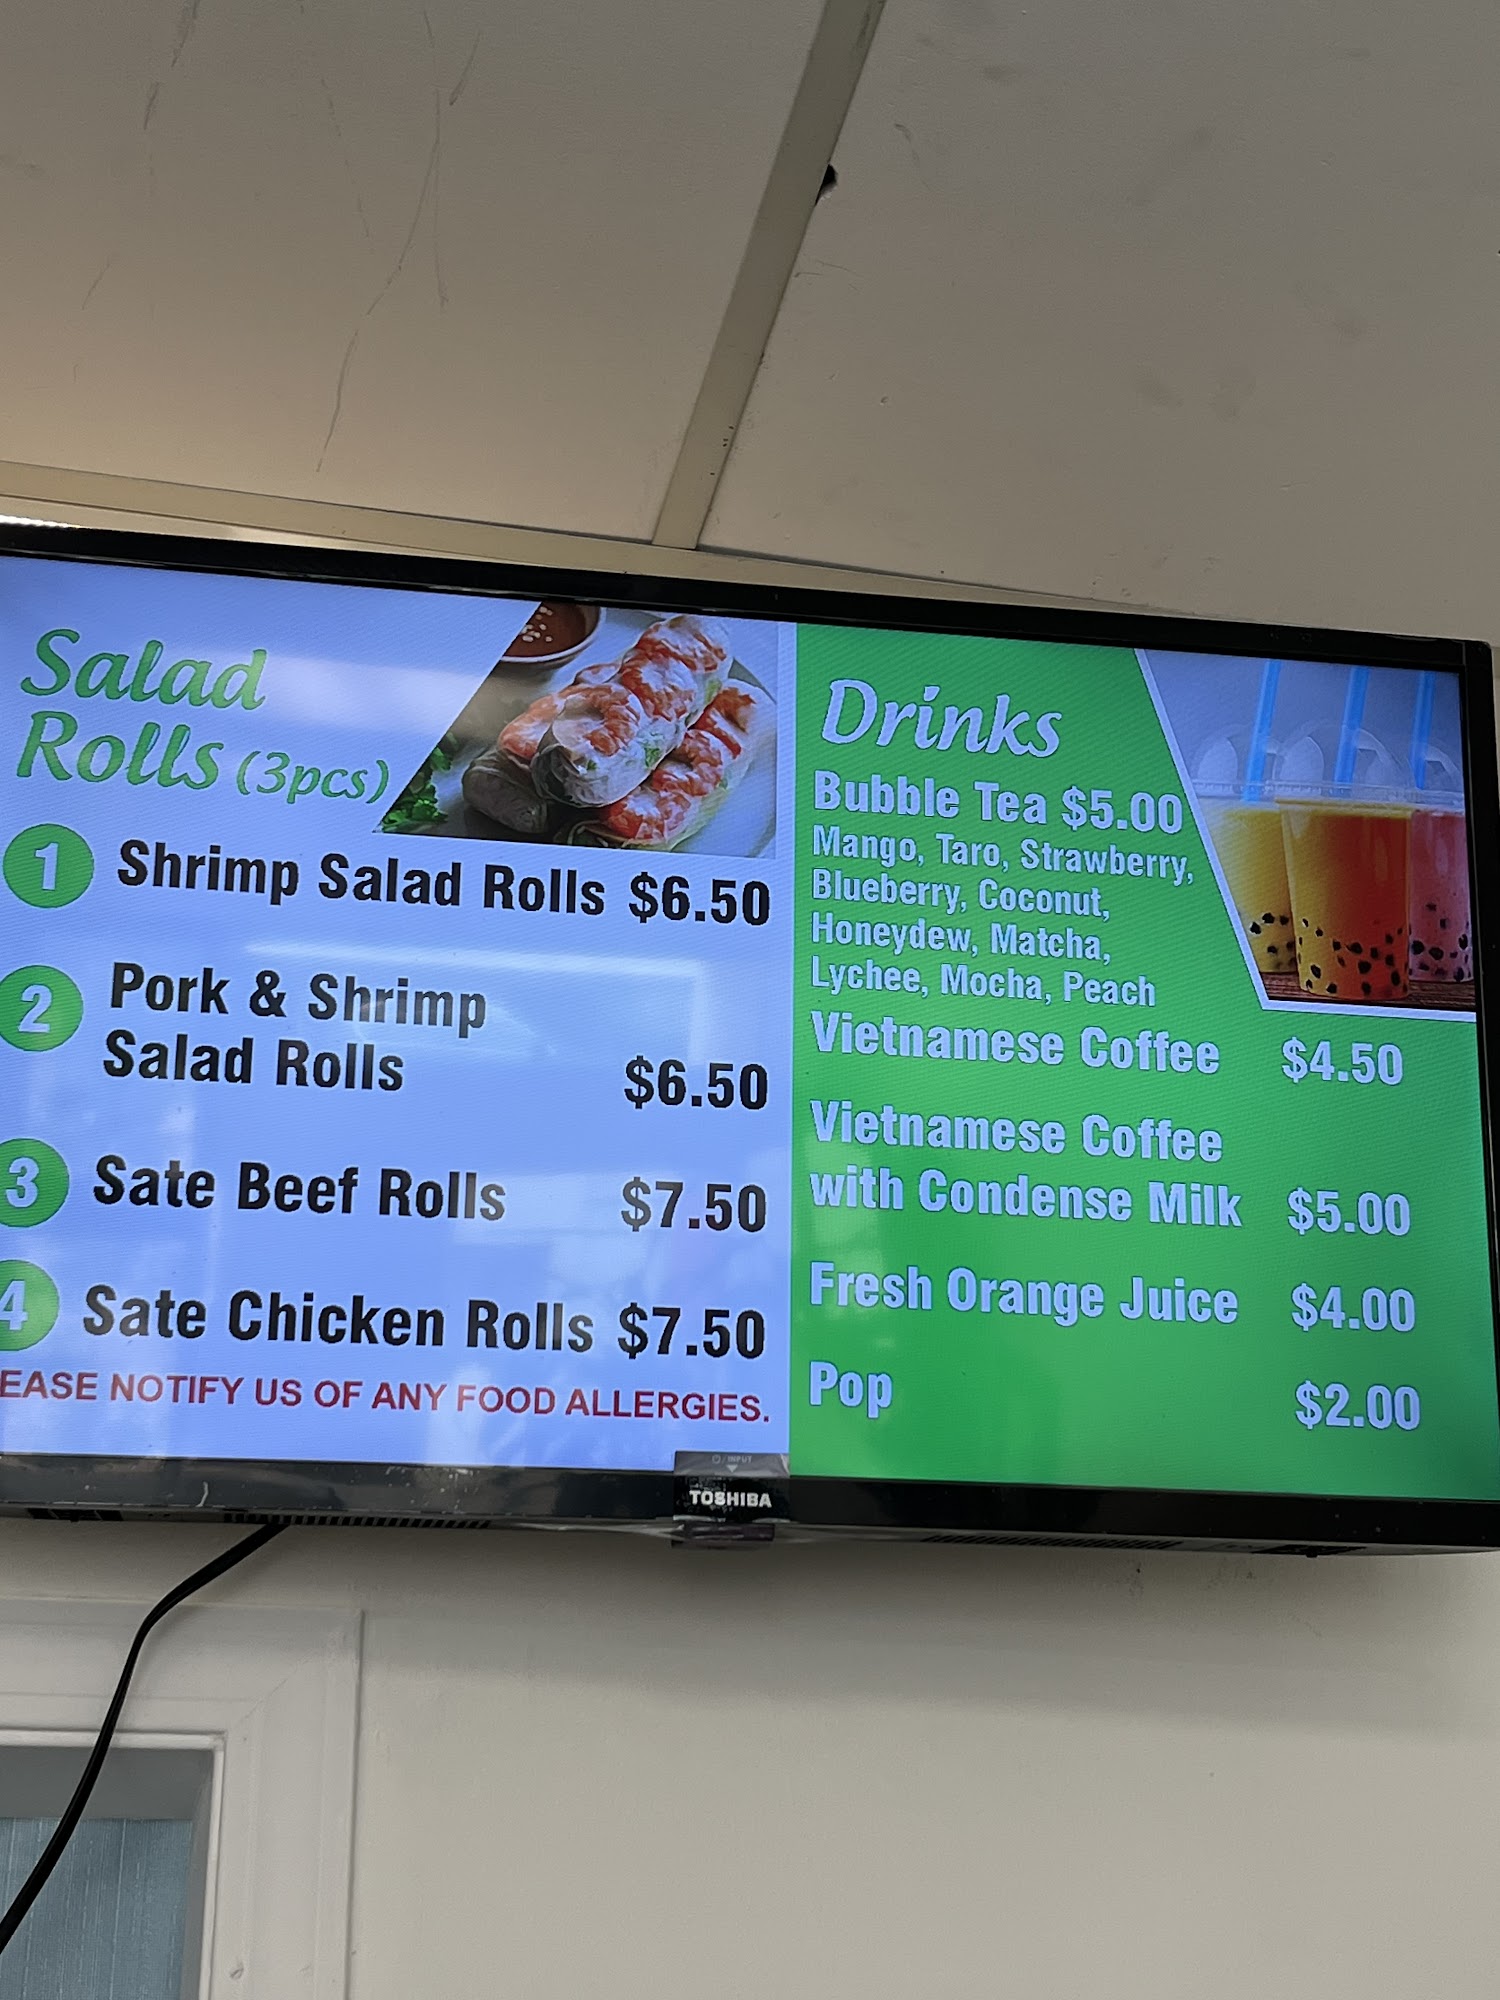 Salad
Rolls (3pcs)
1 Shrimp Salad Rolls $6.50
2 Pork & Shrimp
Salad Rolls $6.50
3 Sate Beef Rolls $7.50
4 Sate Chicken Rolls $7.50
EASE NOTIFY US OF ANY FOOD ALLERGIES.
Drinks
Bubble Tea $5.00
Mango, Taro, Strawberry,
Blueberry, Coconut,
Honeydew, Matcha,
Lychee, Mocha, Peach
Vietnamese Coffee $4.50
Vietnamese Coffee
with Condense Milk $5.00
Fresh Orange Juice $4.00
Pop $2.00
/ INPUT
TOSHIBA